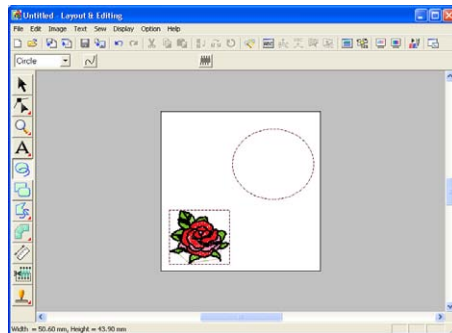 Untitled - Layout & Editing
File Edit Image Text Sew Display Option Help
Circle
A
Width = 50.60 mm, Height = 43.90 mm